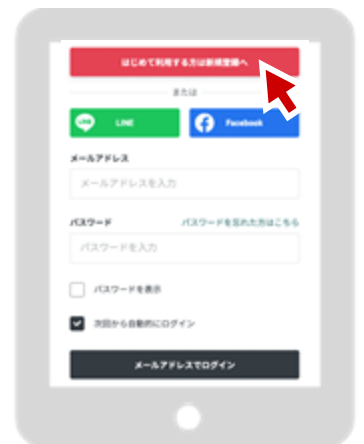 はじめて利用する方は新規登録へ
または
LINE LINE Facebook
メールアドレス
メールアドレスを入力
パスワード パスワードを忘れた方はこちら
パスワードを入力
パスワードを表示
次回から自動的にログイン
メールアドレスでログイン